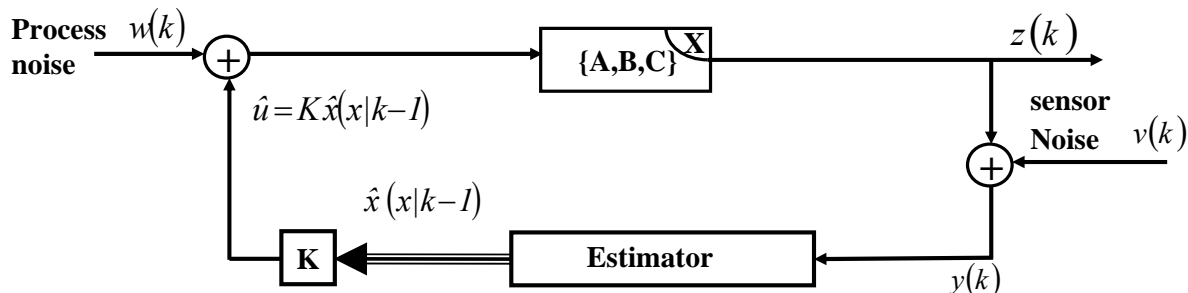 Process noise
w(k)
+
{A,B,C}
X
z(k)
û = Kx̂(x|k-1)
sensor Noise
v(k)
+
x̂(x|k-1)
K
Estimator
y(k)